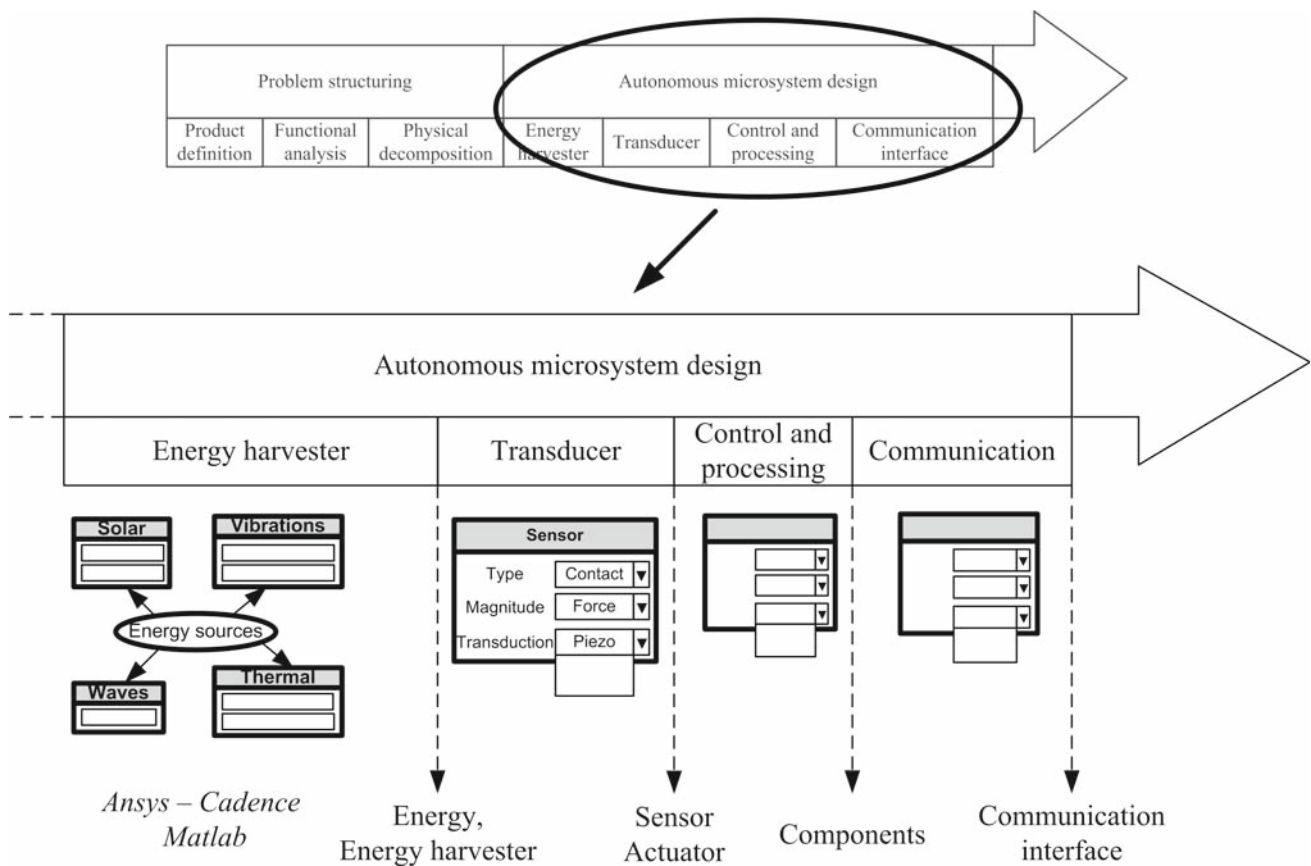 Problem structuring
Autonomous microsystem design
Product
definition
Functional
analysis
Physical
decomposition
Energy
harvester
Transducer
Control and
processing
Communication
interface
Autonomous microsystem design
Energy harvester
Transducer
Control and
processing
Communication
Solar
Vibrations
Energy sources
Waves
Thermal
Sensor
Type
Contact
Magnitude
Force
Transduction
Piezo
Ansys – Cadence
Matlab
Energy,
Energy harvester
Sensor
Actuator
Components
Communication
interface